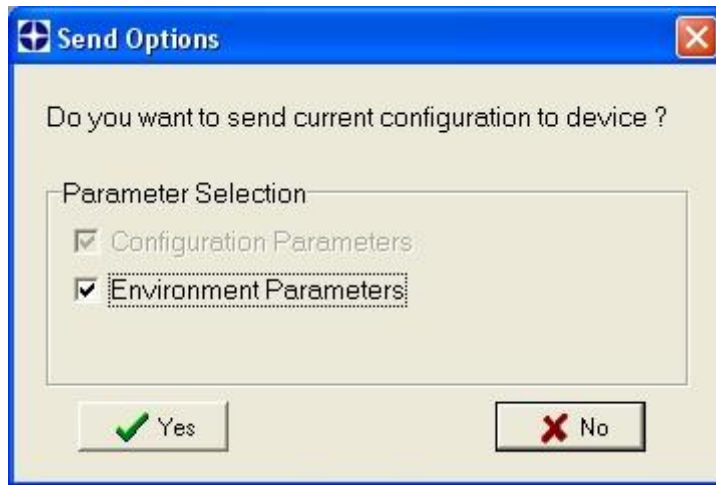 Send Options
Do you want to send current configuration to device ?
Parameter Selection
Configuration Parameters
Environment Parameters
Yes
No